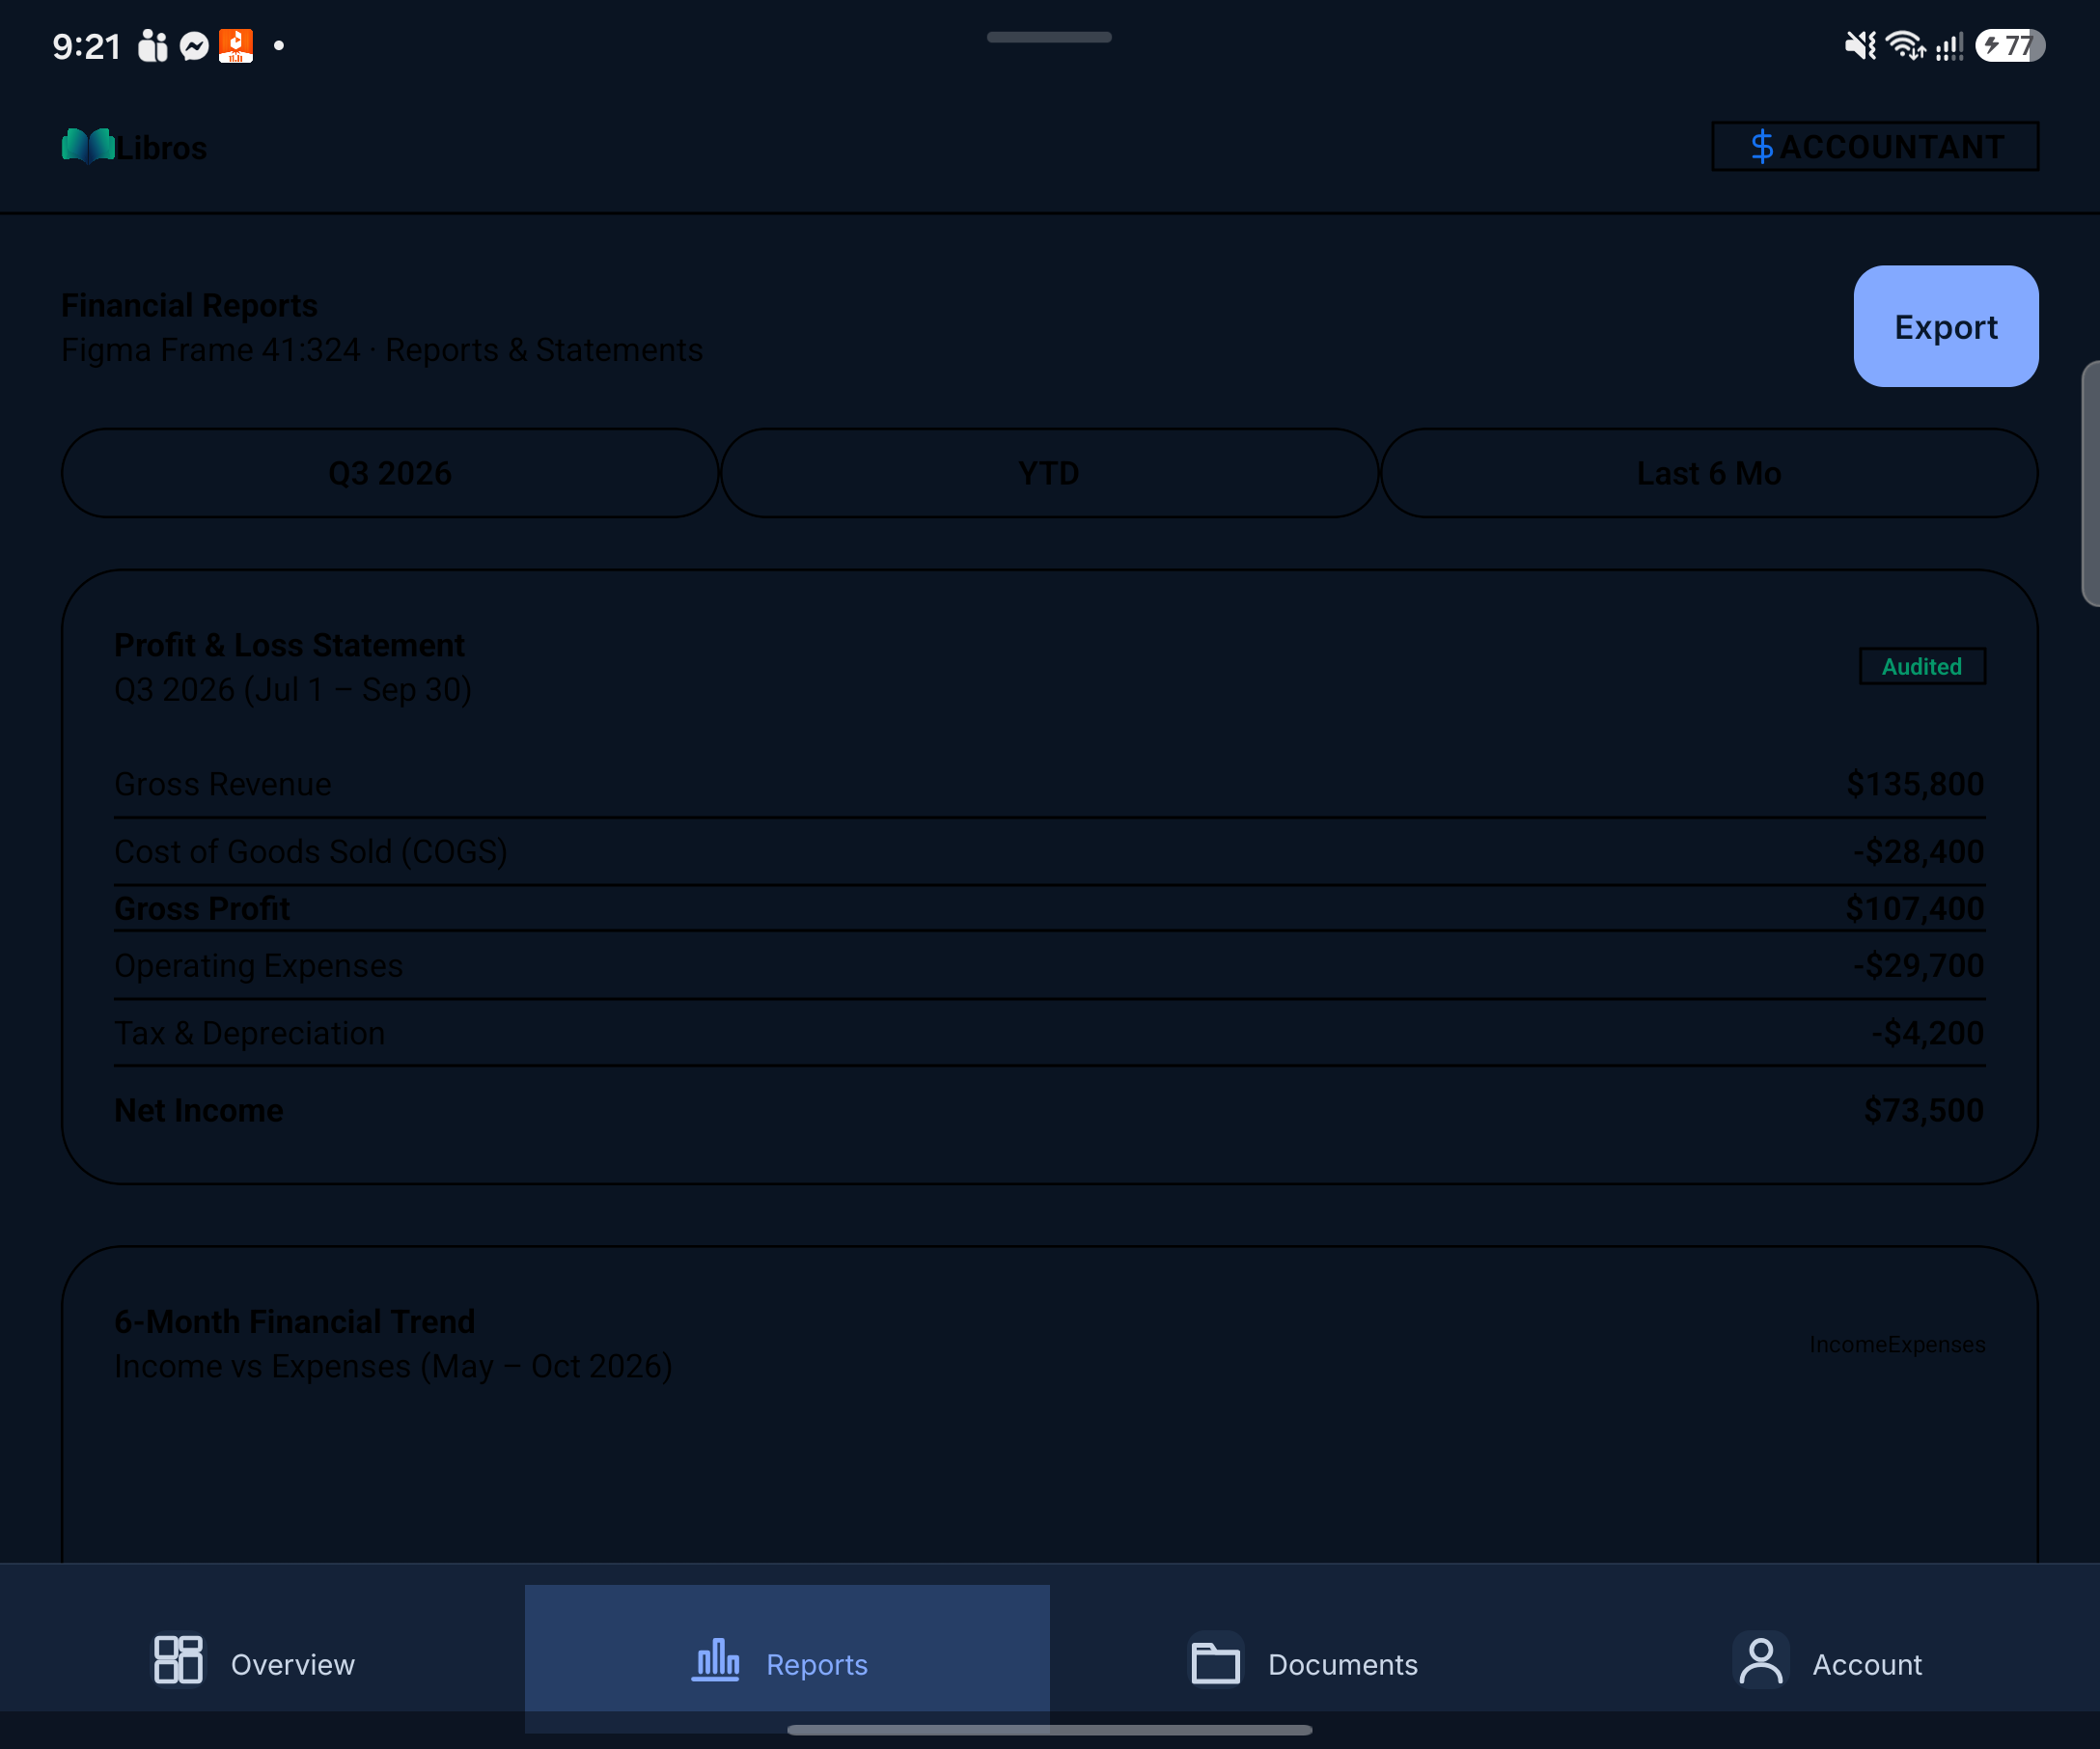 9:21
77
Libros
$ ACCOUNTANT
Financial Reports
Figma Frame 41:324 · Reports & Statements
Export
Q3 2026
YTD
Last 6 Mo
Profit & Loss Statement
Q3 2026 (Jul 1 – Sep 30)
Audited
Gross Revenue
$135,800
Cost of Goods Sold (COGS)
-$28,400
Gross Profit
$107,400
Operating Expenses
-$29,700
Tax & Depreciation
-$4,200
Net Income
$73,500
6-Month Financial Trend
Income vs Expenses (May – Oct 2026)
IncomeExpenses
Overview
Reports
Documents
Account